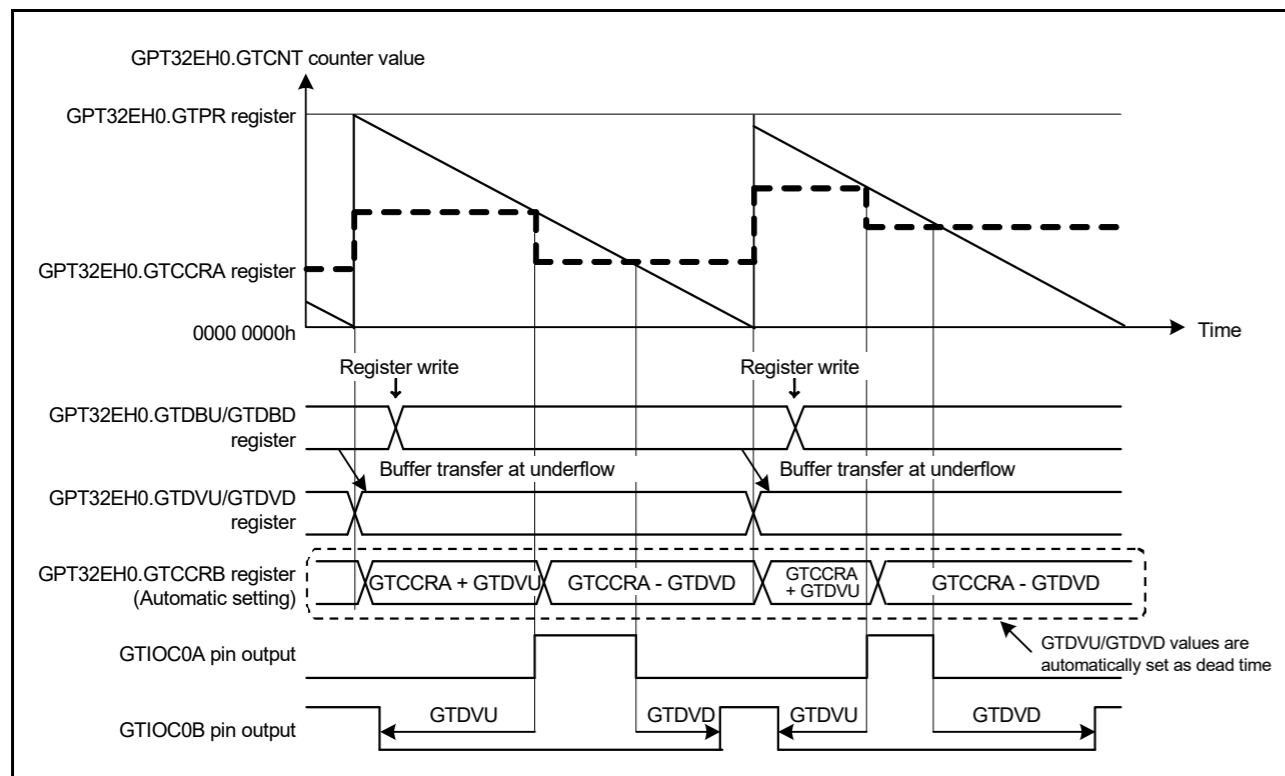 GPT32EH0.GTCNT counter value
GPT32EH0.GTPR register
GPT32EH0.GTCCRA register
0000 0000h
Time
Register write
Register write
GPT32EH0.GTDBU/GTDBD
register
Buffer transfer at underflow
Buffer transfer at underflow
GPT32EH0.GTDVU/GTDVD
register
GPT32EH0.GTCCRB register
(Automatic setting)
GTCCRA + GTDVU
GTCCRA - GTDVD
GTCCRA
+ GTDVU
GTCCRA - GTDVD
GTIOC0A pin output
GTDVU/GTDVD values are
automatically set as dead time
GTIOC0B pin output
GTDVU
GTDVD
GTDVU
GTDVD